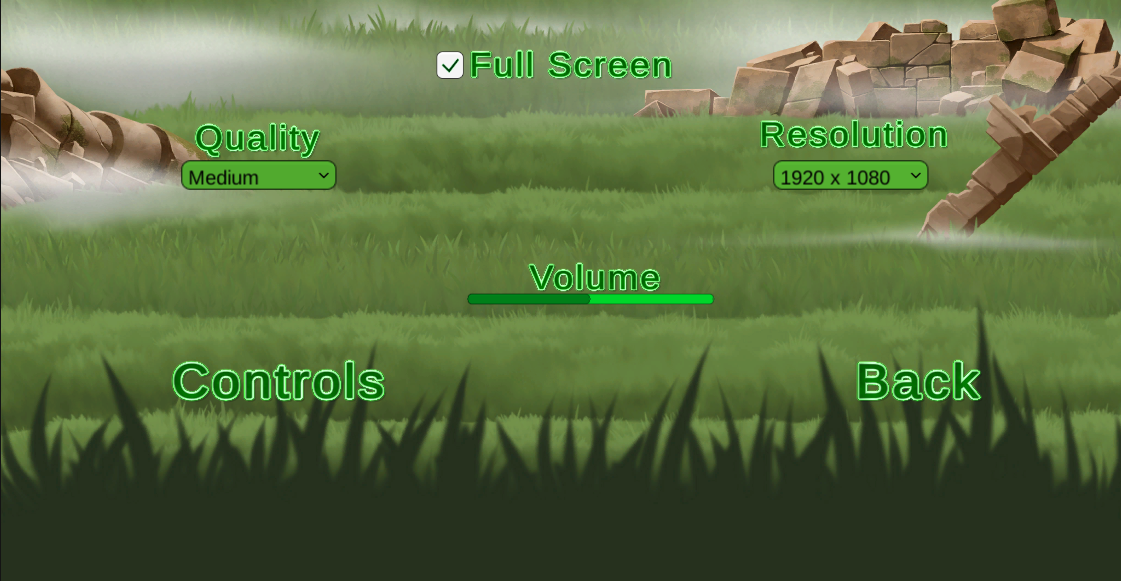 Full Screen
Quality
Resolution
Medium
1920 x 1080
Volume
Controls
Back